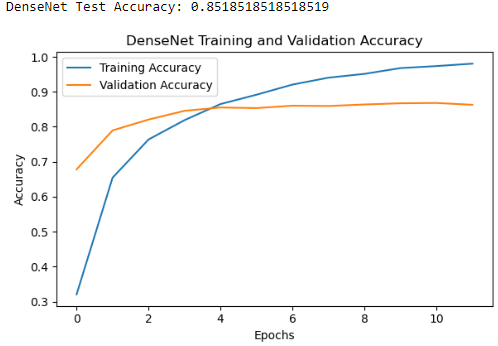 DenseNet Test Accuracy: 0.8518518518518519
DenseNet Training and Validation Accuracy
1.0
Training Accuracy
Validation Accuracy
0.9
0.8
0.7
0.6
0.5
0.4
0.3
Accuracy
0 2 4 6 8 10
Epochs